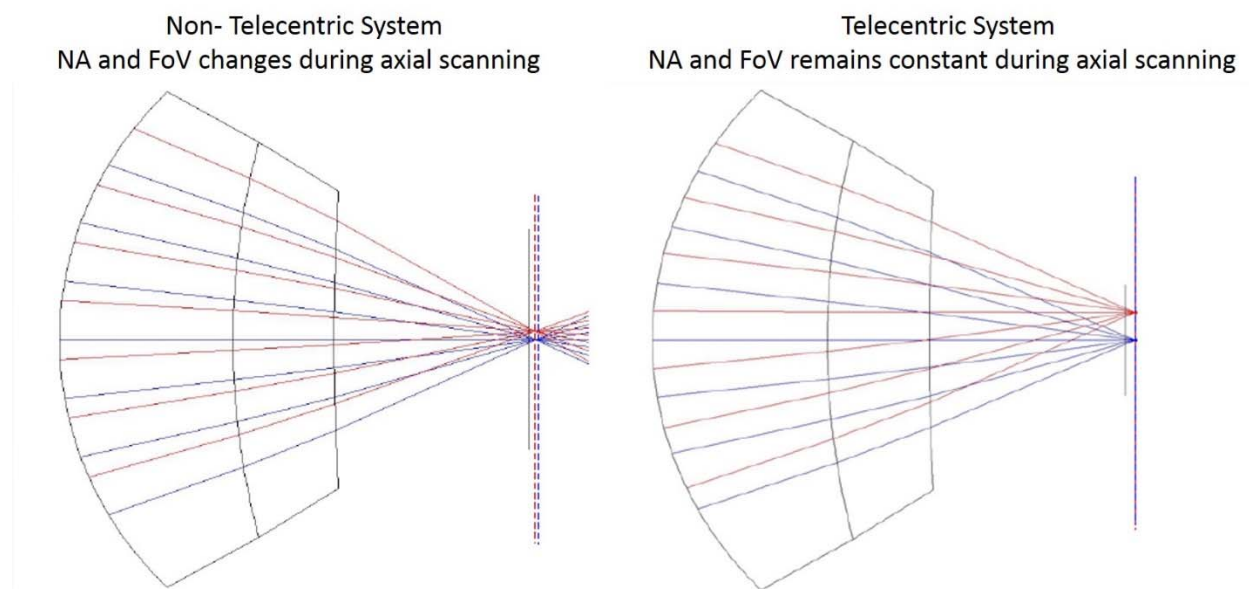 Non- Telecentric System
NA and FoV changes during axial scanning
Telecentric System
NA and FoV remains constant during axial scanning